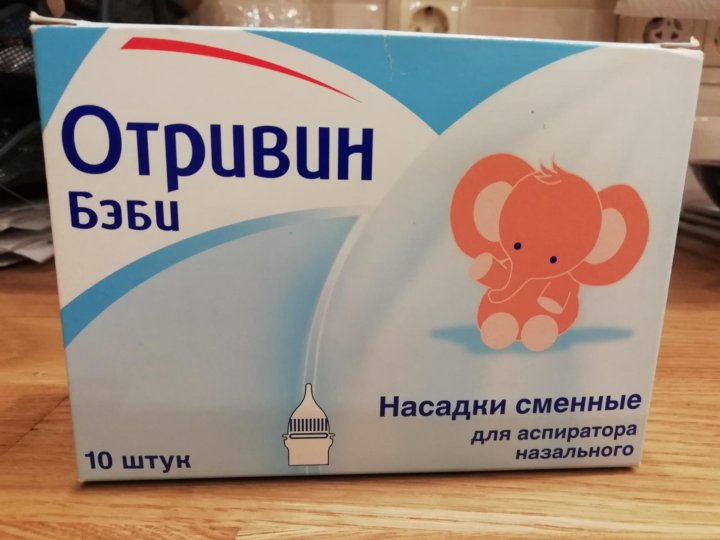 Отривин
Бэби
Насадки сменные
для аспиратора
назального
10 штук